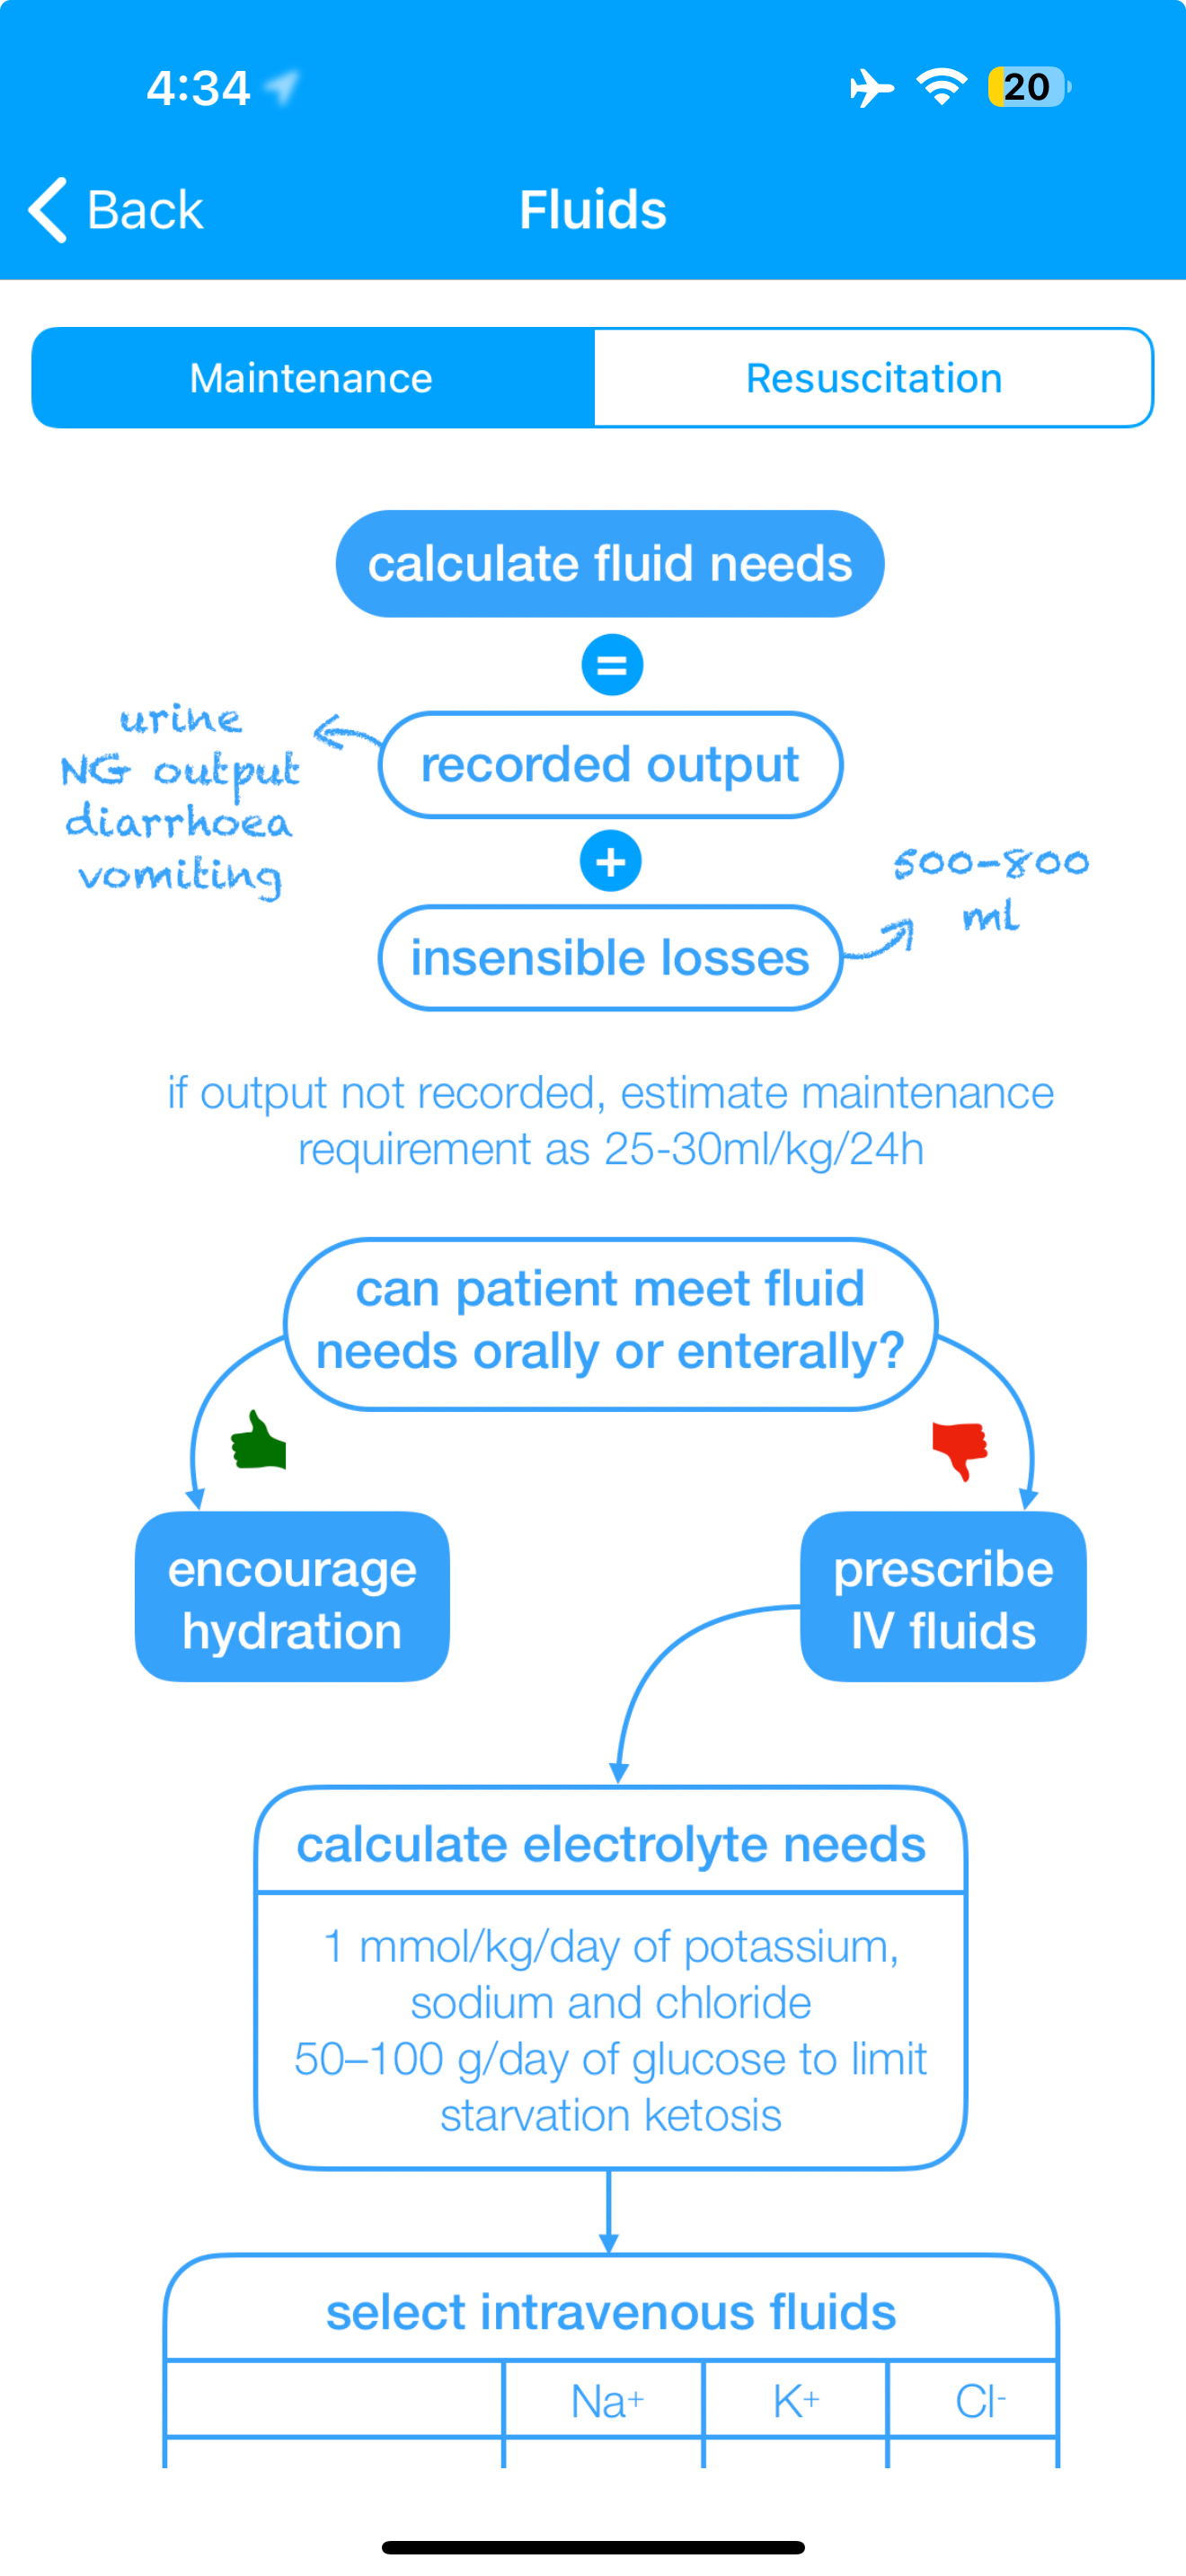 4:34
20
Back
Fluids
Maintenance
Resuscitation
calculate fluid needs
=
recorded output
urine
NG output
diarrhoea
vomiting
+
insensible losses
500-800
ml
if output not recorded, estimate maintenance
requirement as 25-30ml/kg/24h
can patient meet fluid
needs orally or enterally?
encourage
hydration
prescribe
IV fluids
calculate electrolyte needs
1 mmol/kg/day of potassium,
sodium and chloride
50–100 g/day of glucose to limit
starvation ketosis
select intravenous fluids
Na+ K+ Cl-